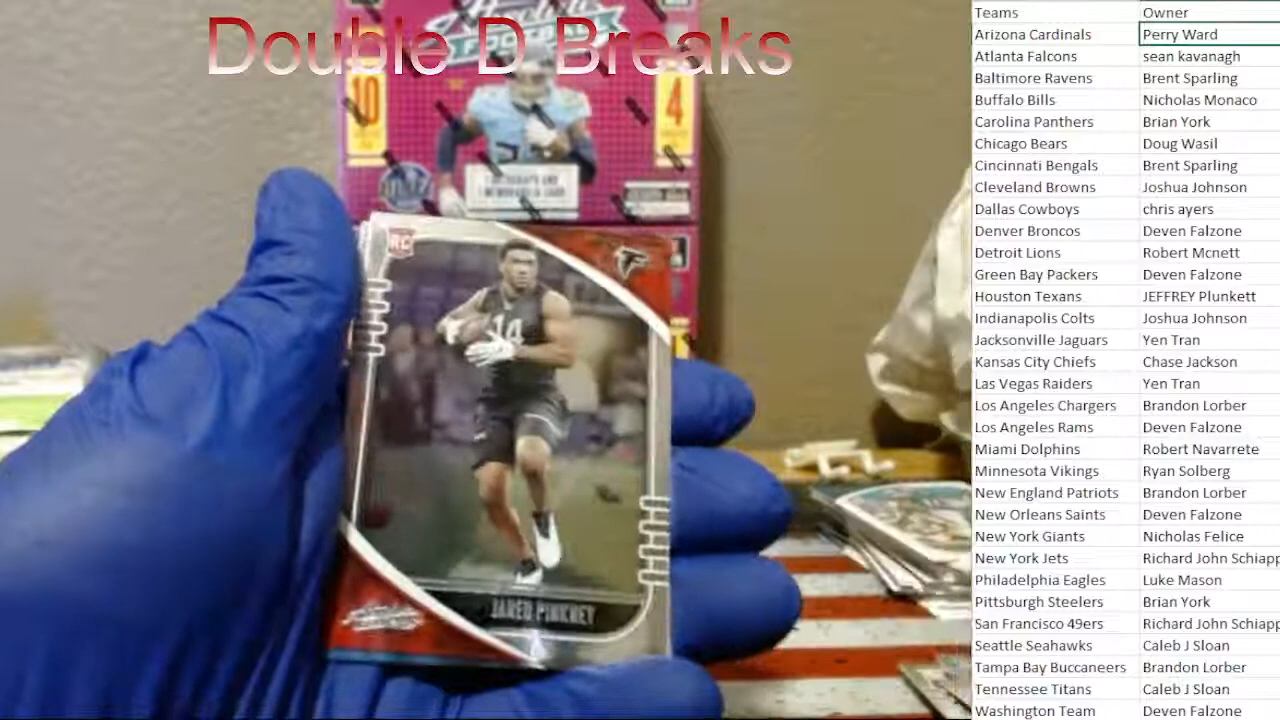 Double D Breaks
Absolute
FOOTBALL
10
4
RC
14
JARED PINKNEY
Teams Owner
Arizona Cardinals Perry Ward
Atlanta Falcons sean kavanagh
Baltimore Ravens Brent Sparling
Buffalo Bills Nicholas Monaco
Carolina Panthers Brian York
Chicago Bears Doug Wasil
Cincinnati Bengals Brent Sparling
Cleveland Browns Joshua Johnson
Dallas Cowboys chris ayers
Denver Broncos Deven Falzone
Detroit Lions Robert Mcnett
Green Bay Packers Deven Falzone
Houston Texans JEFFREY Plunkett
Indianapolis Colts Joshua Johnson
Jacksonville Jaguars Yen Tran
Kansas City Chiefs Chase Jackson
Las Vegas Raiders Yen Tran
Los Angeles Chargers Brandon Lorber
Los Angeles Rams Deven Falzone
Miami Dolphins Robert Navarrete
Minnesota Vikings Ryan Solberg
New England Patriots Brandon Lorber
New Orleans Saints Deven Falzone
New York Giants Nicholas Felice
New York Jets Richard John Schiapp
Philadelphia Eagles Luke Mason
Pittsburgh Steelers Brian York
San Francisco 49ers Richard John Schiapp
Seattle Seahawks Caleb J Sloan
Tampa Bay Buccaneers Brandon Lorber
Tennessee Titans Caleb J Sloan
Washington Team Deven Falzone